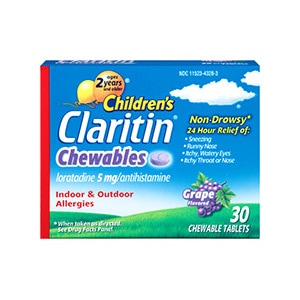 ages
2 years
and older
NDC 11523-4328-3
Children's
Claritin®
Chewables
loratadine 5 mg/antihistamine
Indoor & Outdoor
Allergies
*When taken as directed.
See Drug Facts Panel.
Non-Drowsy*
24 Hour Relief of:
Sneezing
Runny Nose
Itchy, Watery Eyes
Itchy Throat or Nose
Grape
Flavored
30
CHEWABLE TABLETS